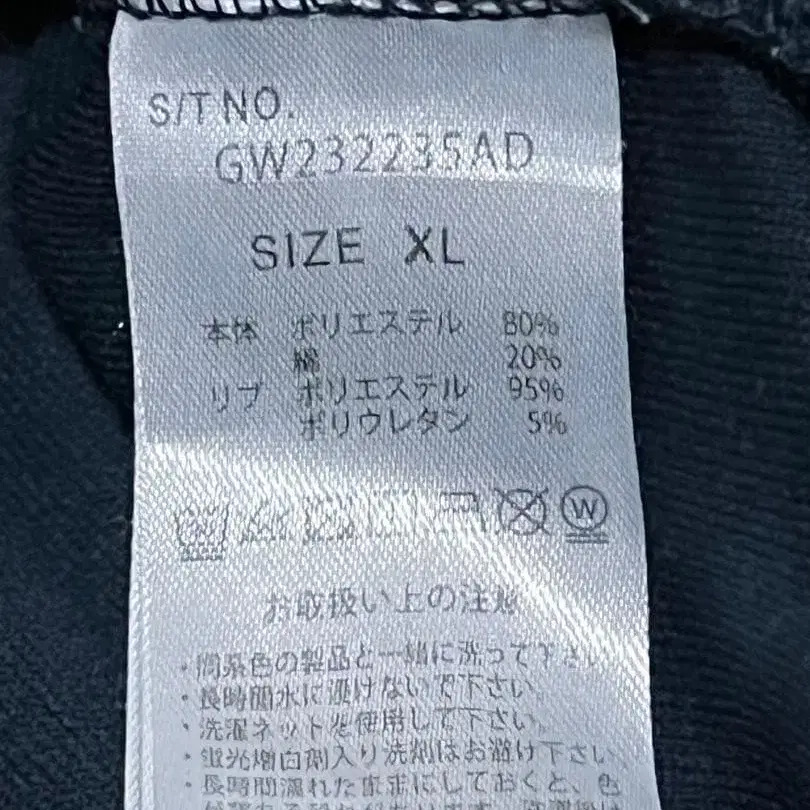 S/T NO.
GW232235AD
SIZE XL
本体 ポリエステル 80%
綿 20%
リブ ポリエステル 95%
ポリウレタン 5%
W
お取扱い上の注意
・同系色の製品と一緒に洗って下さい
・長時間水に漬けないで下さい。
・洗濯ネットを使用して下さい。
・蛍光増白剤入り洗剤はお避け下さい
・長時間濡れた状態にしておくと、色